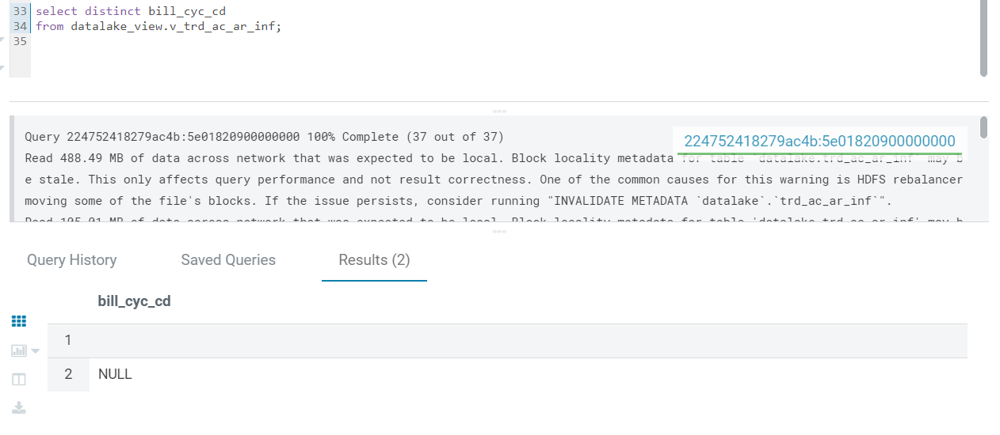 33 select distinct bill_cyc_cd
34 from datalake_view.v_trd_ac_ar_inf;
35
Query 224752418279ac4b:5e01820900000000 100% Complete (37 out of 37)
224752418279ac4b:5e01820900000000
Read 488.49 MB of data across network that was expected to be local. Block locality metadata for table 'datalake.trd_ac_ar_inf' may b
e stale. This only affects query performance and not result correctness. One of the common causes for this warning is HDFS rebalancer
moving some of the file's blocks. If the issue persists, consider running "INVALIDATE METADATA `datalake`.`trd_ac_ar_inf`".
Read 105.01 MB of data across network that was expected to be local. Block locality metadata for table 'datalake.trd_ac_ar_inf' may b
Query History Saved Queries Results (2)
bill_cyc_cd
1
2 NULL